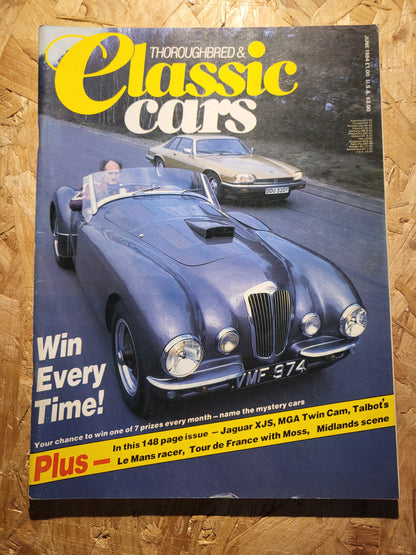 THOROUGHBRED &
Classic
cars
JUNE 1984 £1.00 U.S.A. $3.00
VMF 974
Win
Every
Time!
Your chance to win one of 7 prizes every month – name the mystery cars
Plus –
In this 148 page issue – Jaguar XJS, MGA Twin Cam, Talbot's
Le Mans racer, Tour de France with Moss, Midlands scene